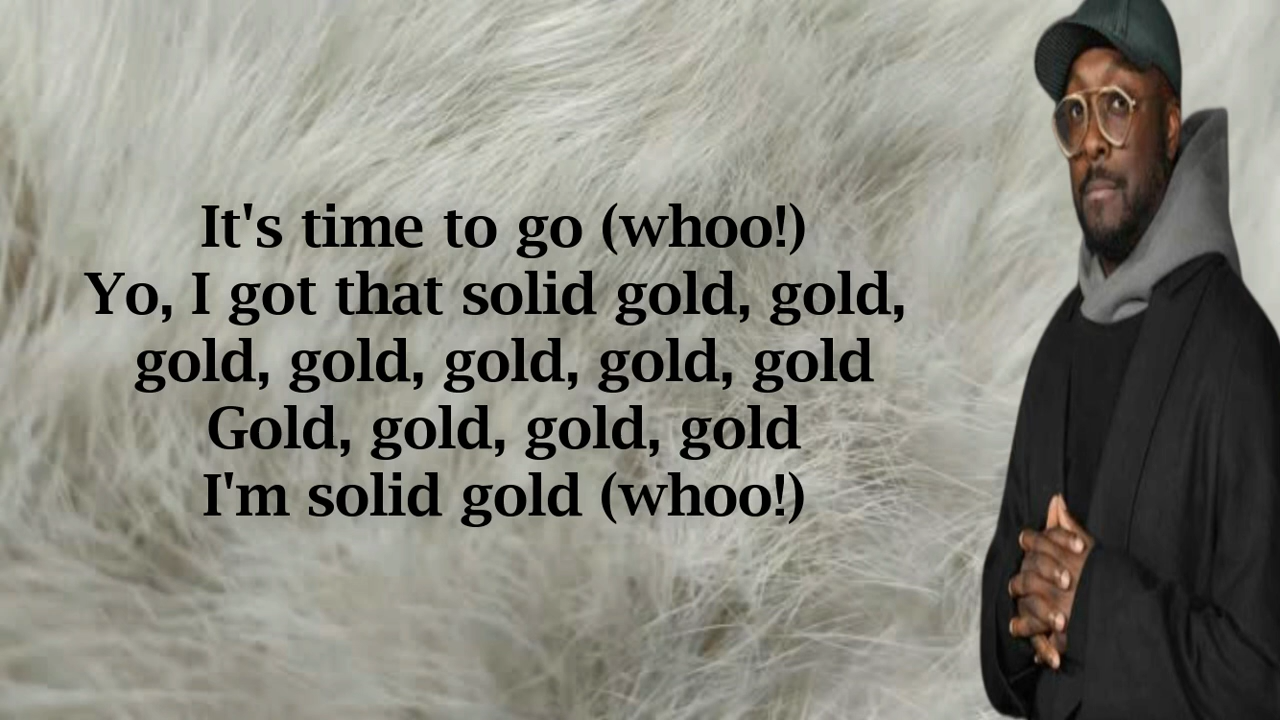 It's time to go (whoo!)
Yo, I got that solid gold, gold,
gold, gold, gold, gold, gold
Gold, gold, gold, gold
I'm solid gold (whoo!)